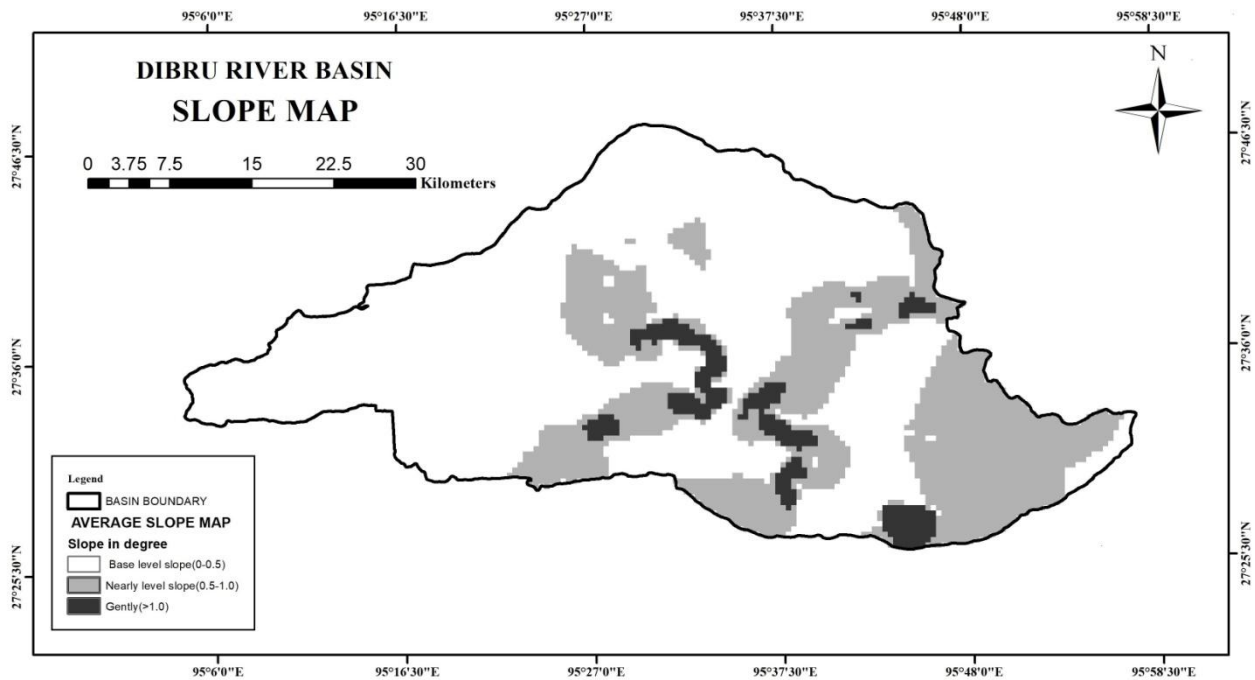 95°6'0"E 95°16'30"E 95°27'0"E 95°37'30"E 95°48'0"E 95°58'30"E
DIBRU RIVER BASIN
SLOPE MAP
0 3.75 7.5 15 22.5 30
Kilometers
N
27°46'30"N 27°46'30"N
27°36'0"N 27°36'0"N
27°25'30"N 27°25'30"N
Legend
BASIN BOUNDARY
AVERAGE SLOPE MAP
Slope in degree
Base level slope(0-0.5)
Nearly level slope(0.5-1.0)
Gently(>1.0)
95°6'0"E 95°16'30"E 95°27'0"E 95°37'30"E 95°48'0"E 95°58'30"E